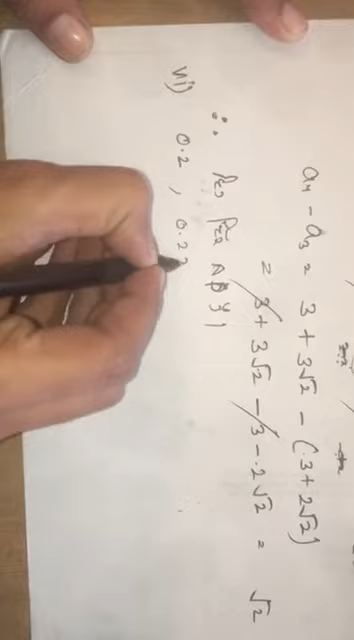 a₄ - a₃ = 3 + 3√2 - (3 + 2√2)
= 3 + 3√2 - 3 - 2√2 = √2
∴
vi) 0.2 , 0.22